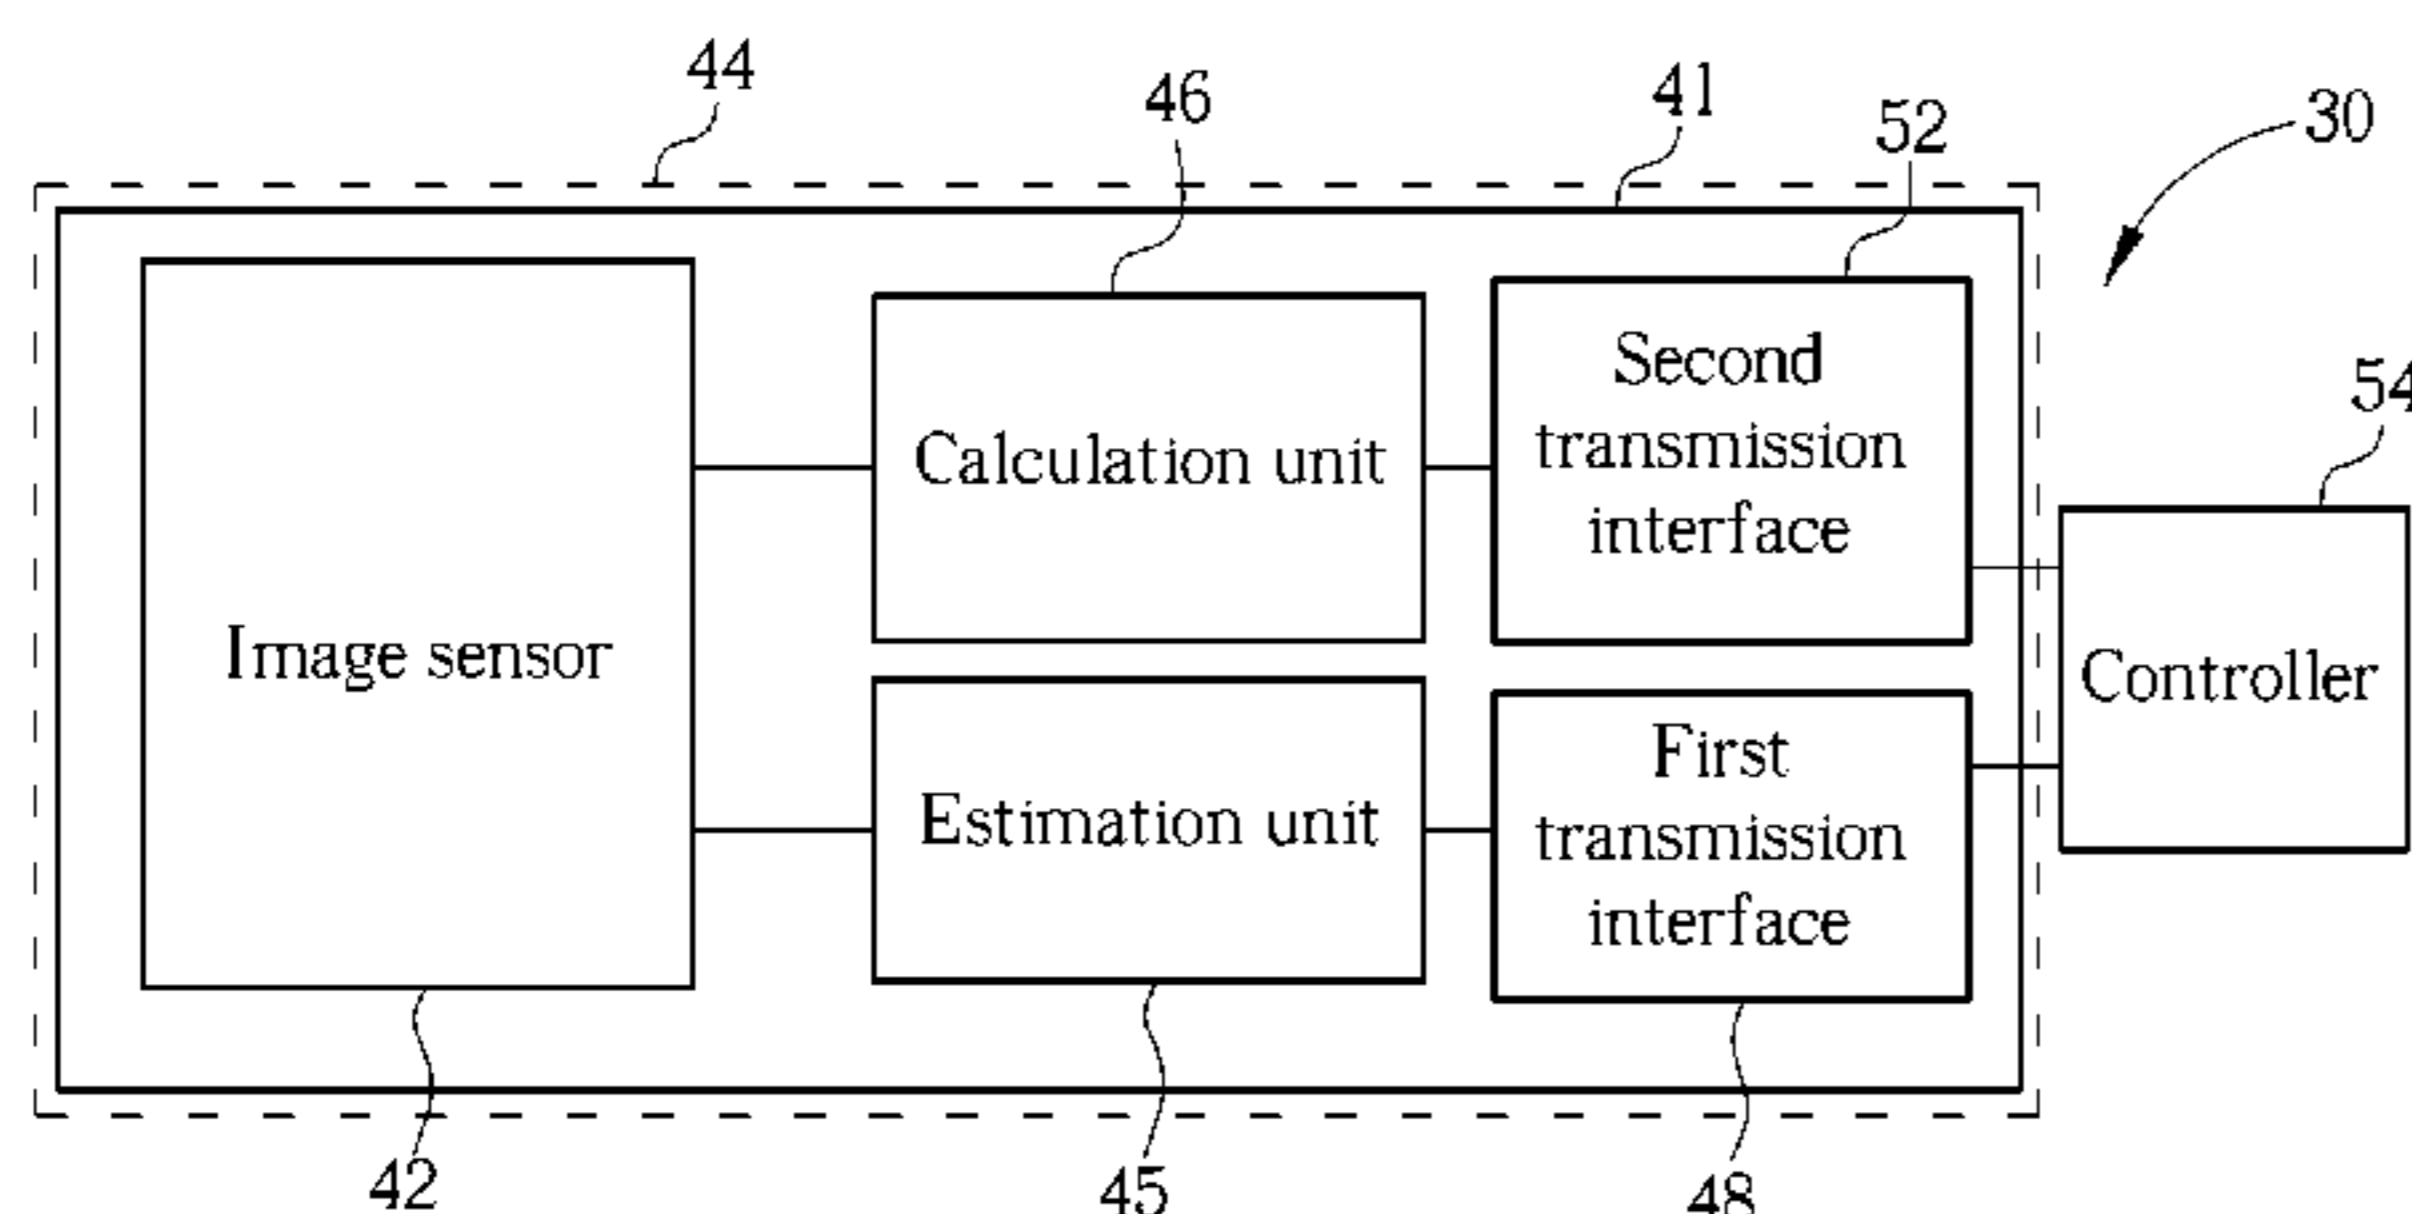 44
46
41
52
30
Second
transmission
interface
54
Calculation unit
Image sensor
Controller
First
transmission
interface
Estimation unit
42
45
48